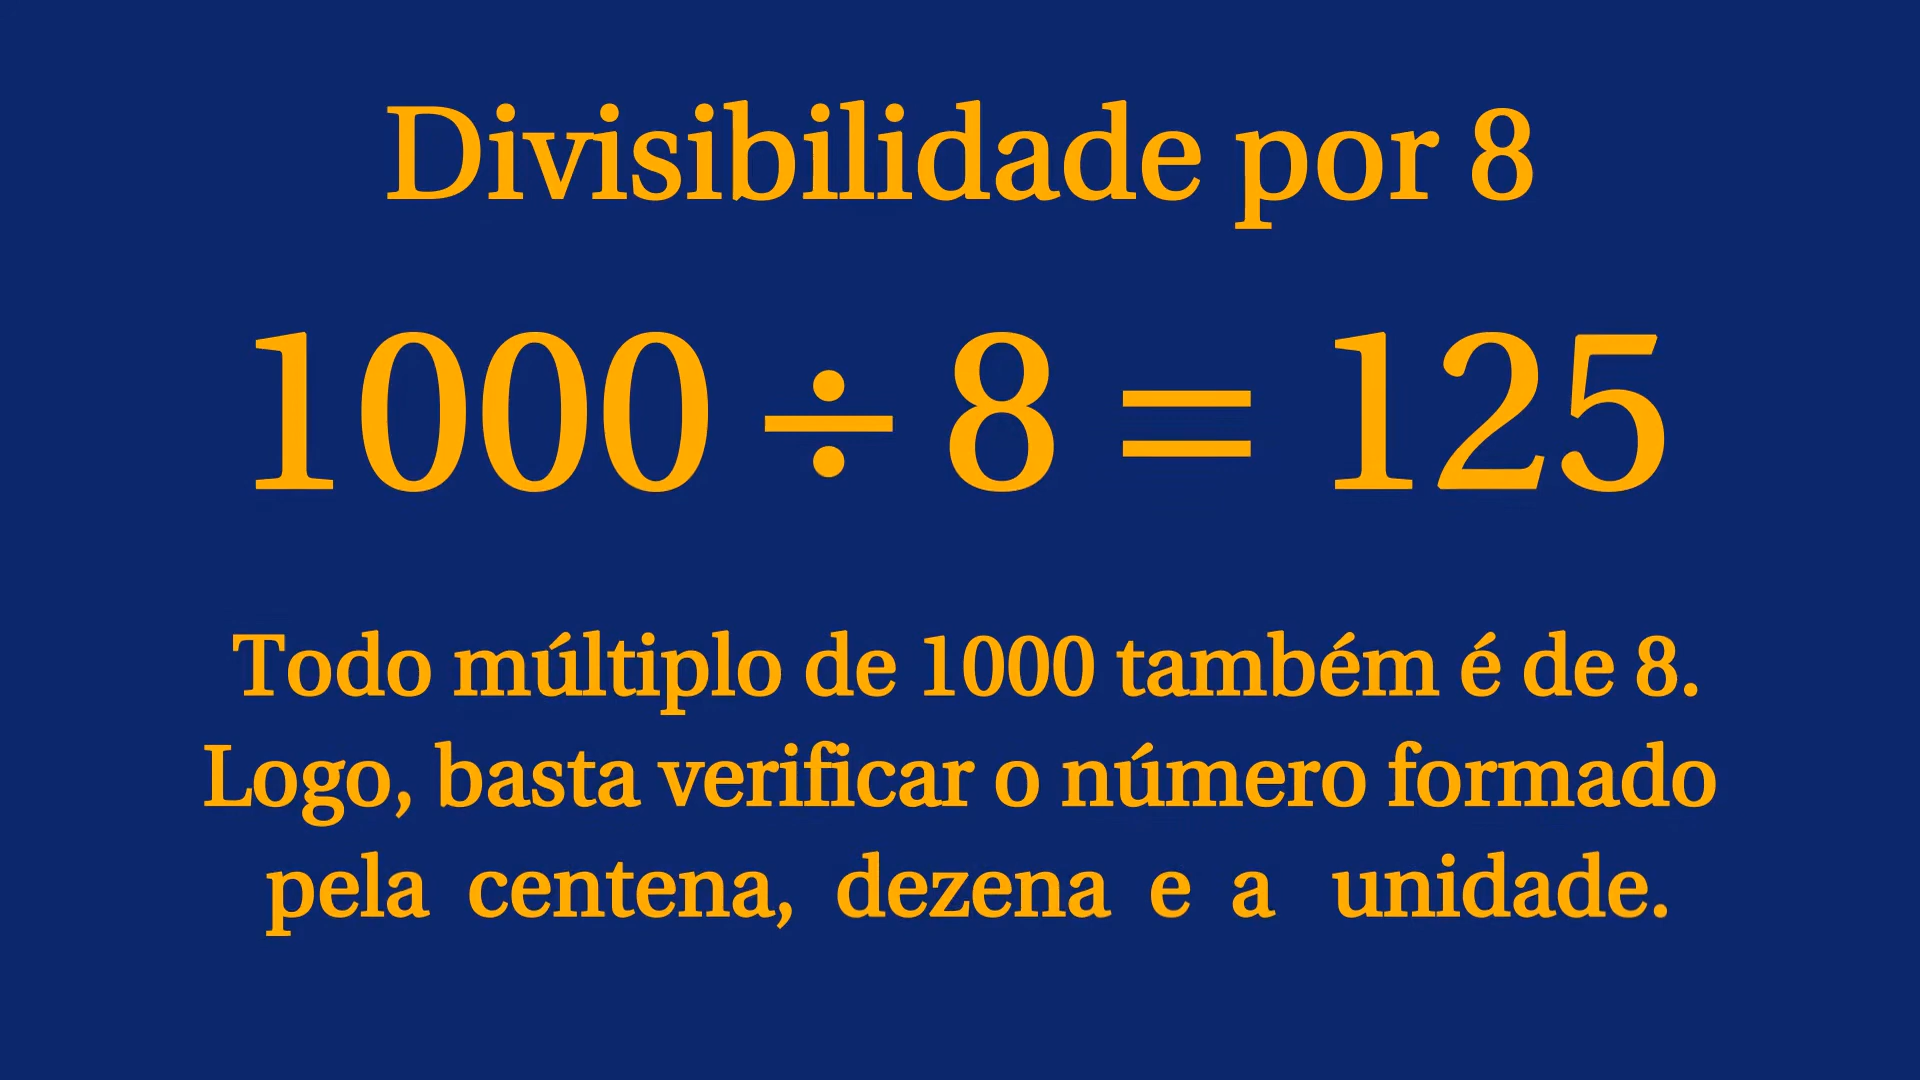 Divisibilidade por 8
1000 ÷ 8 = 125
Todo múltiplo de 1000 também é de 8.
Logo, basta verificar o número formado
pela centena, dezena e a unidade.